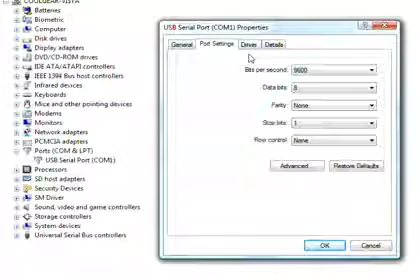 COOLGEAR-VISTA
Batteries
Biometric
Computer
Disk drives
Display adapters
DVD/CD-ROM drives
IDE ATA/ATAPI controllers
IEEE 1394 Bus host controllers
Keyboards
Mice and other pointing devices
Modems
Monitors
Network adapters
PCMCIA adapters
Ports (COM & LPT)
USB Serial Port (COM1)
Processors
SD host adapters
Security Devices
SM Driver
Sound, video and game controllers
Storage controllers
System devices
Universal Serial Bus controllers
USB Serial Port (COM1) Properties
General Port Settings Driver Details
Bits per second: 9600
Data bits: 8
Parity: None
Stop bits: 1
Flow control: None
Advanced... Restore Defaults
OK Cancel